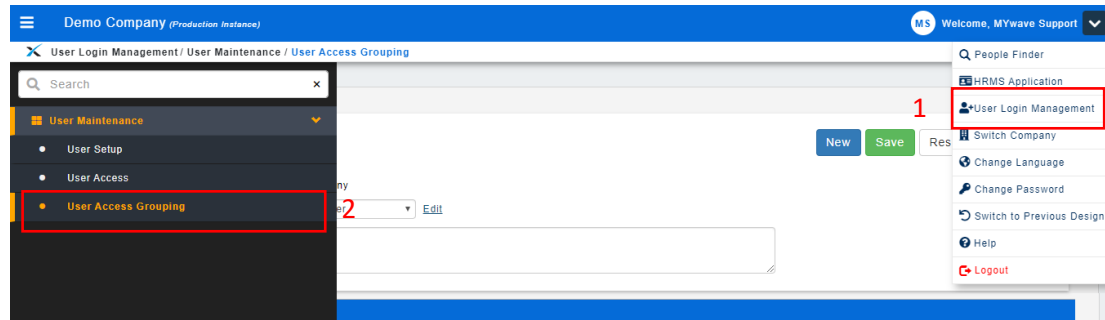 Demo Company (Production Instance)
MS Welcome, MYwave Support
User Login Management / User Maintenance / User Access Grouping
Search ×
User Maintenance
User Setup
User Access
User Access Grouping
2
Edit
New Save Res
1
People Finder
HRMS Application
User Login Management
Switch Company
Change Language
Change Password
Switch to Previous Design
Help
Logout